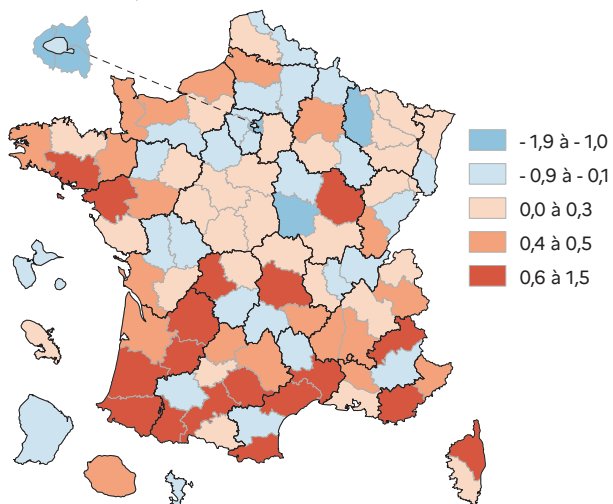 - 1,9 à - 1,0
- 0,9 à - 0,1
0,0 à 0,3
0,4 à 0,5
0,6 à 1,5